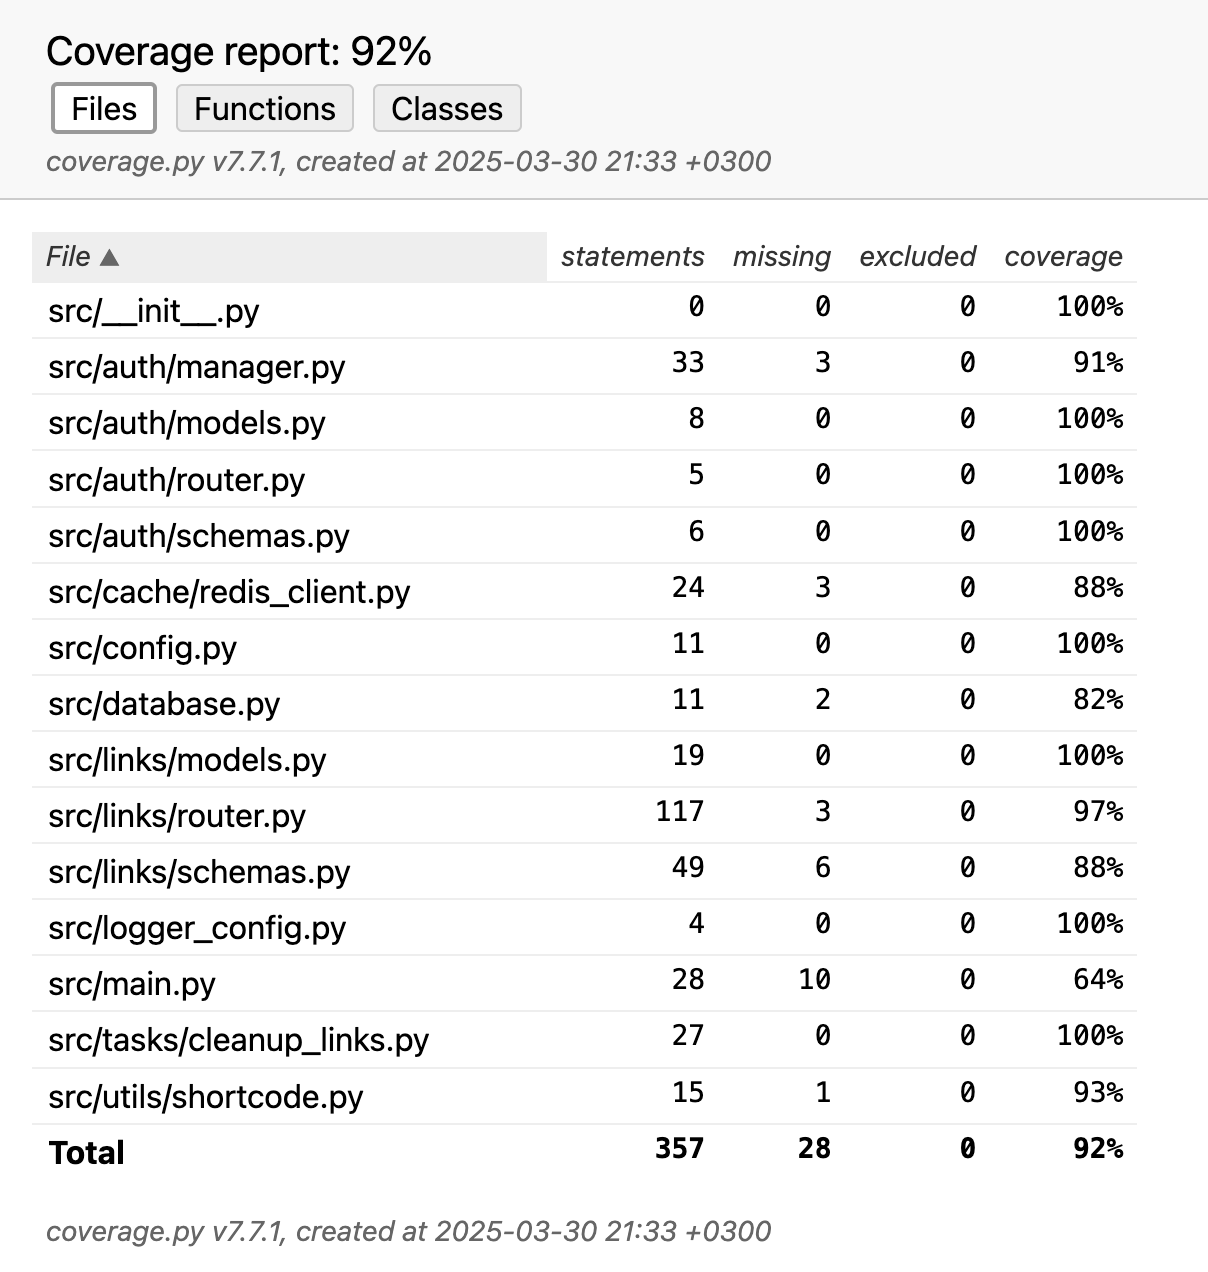 Coverage report: 92%
Files Functions Classes
coverage.py v7.7.1, created at 2025-03-30 21:33 +0300
File ▲ statements missing excluded coverage
src/__init__.py 0 0 0 100%
src/auth/manager.py 33 3 0 91%
src/auth/models.py 8 0 0 100%
src/auth/router.py 5 0 0 100%
src/auth/schemas.py 6 0 0 100%
src/cache/redis_client.py 24 3 0 88%
src/config.py 11 0 0 100%
src/database.py 11 2 0 82%
src/links/models.py 19 0 0 100%
src/links/router.py 117 3 0 97%
src/links/schemas.py 49 6 0 88%
src/logger_config.py 4 0 0 100%
src/main.py 28 10 0 64%
src/tasks/cleanup_links.py 27 0 0 100%
src/utils/shortcode.py 15 1 0 93%
Total 357 28 0 92%
coverage.py v7.7.1, created at 2025-03-30 21:33 +0300